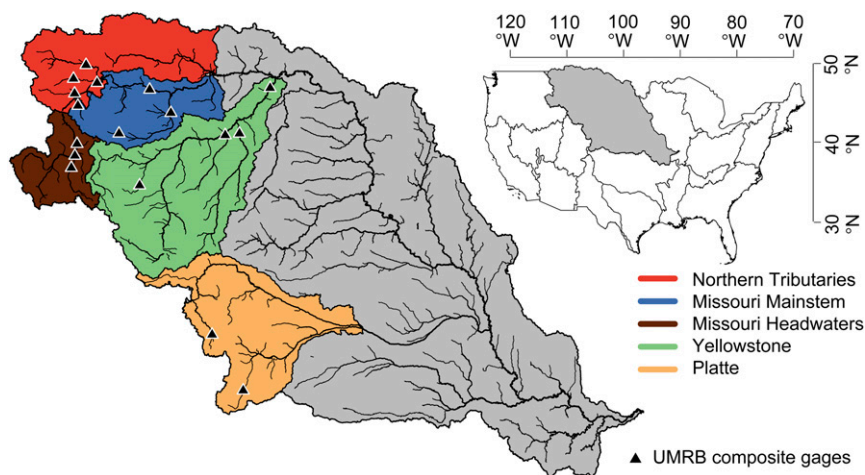 120 110 100 90 80 70
°W °W °W °W °W °W
50 °N
40 °N
30 °N
Northern Tributaries
Missouri Mainstem
Missouri Headwaters
Yellowstone
Platte
UMRB composite gages